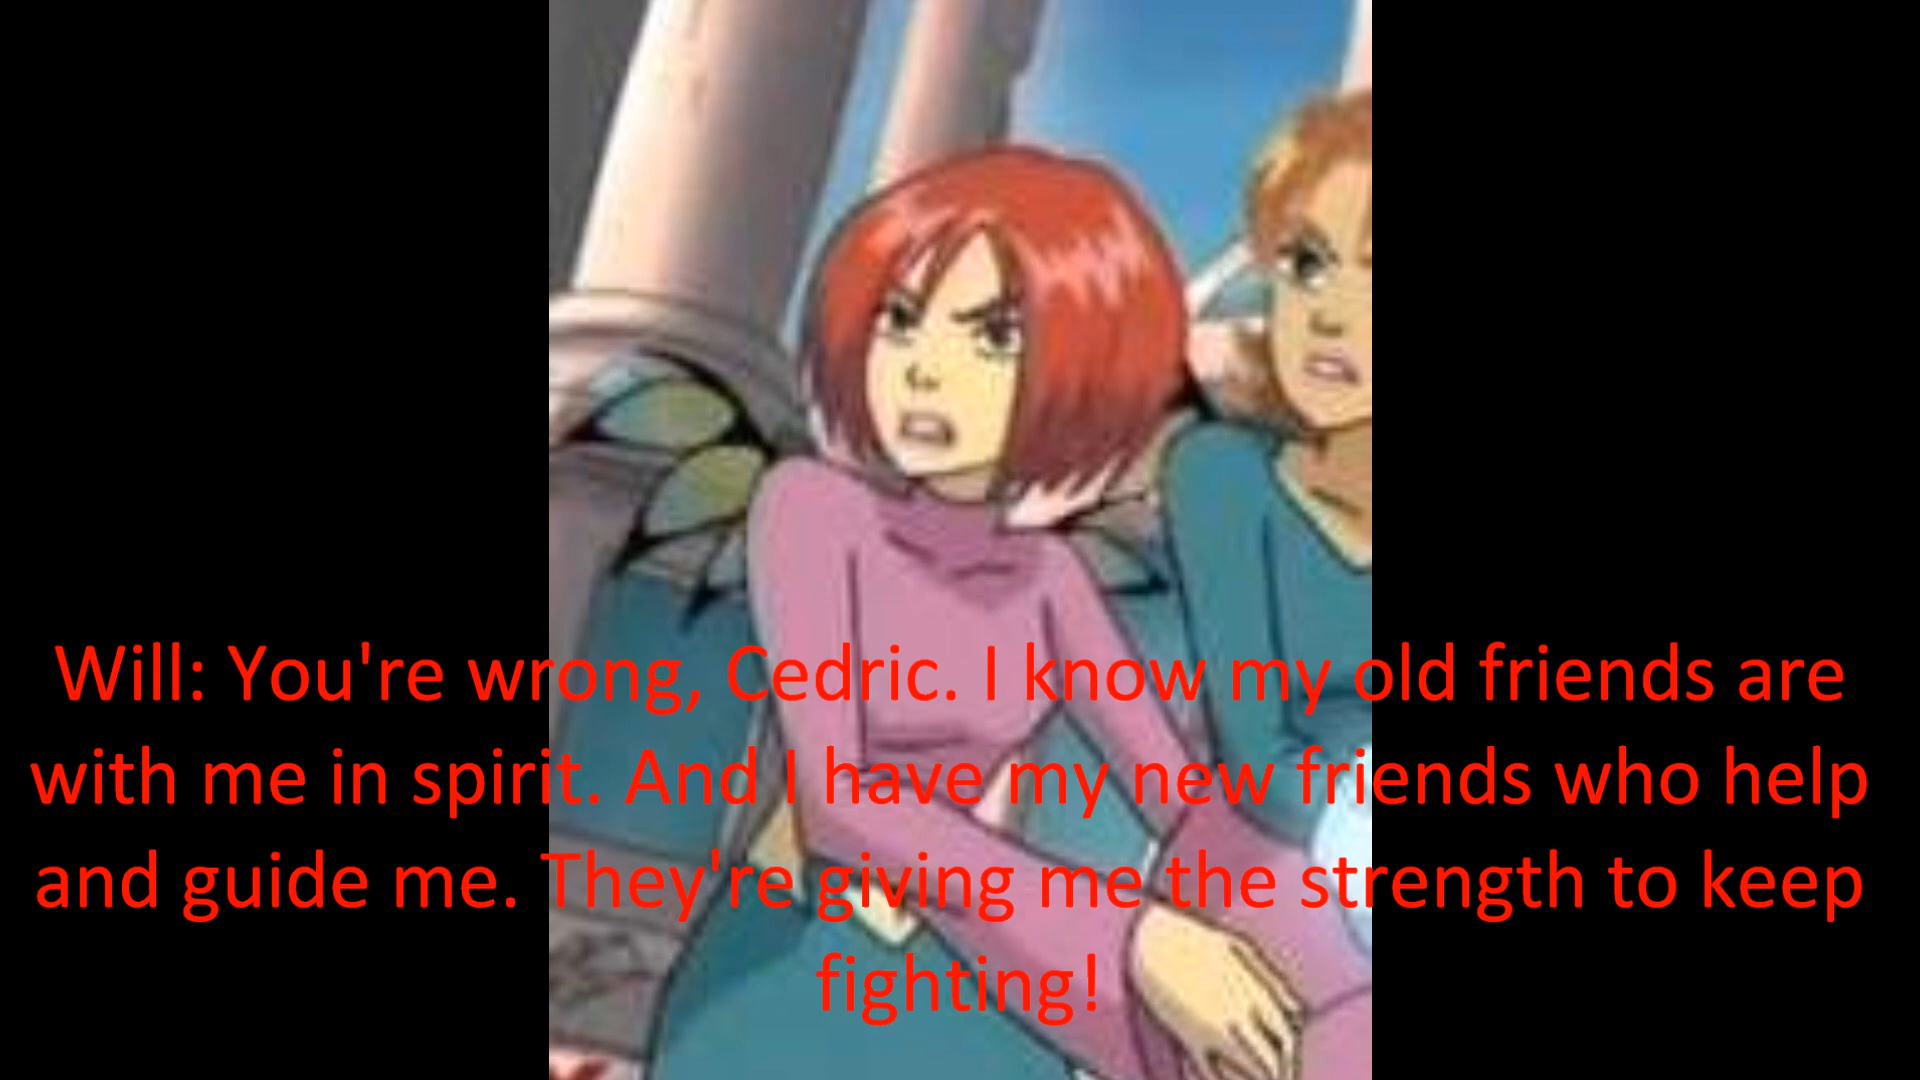 Will: You're wrong, Cedric. I know my old friends are
with me in spirit. And I have my new friends who help
and guide me. They're giving me the strength to keep
fighting!